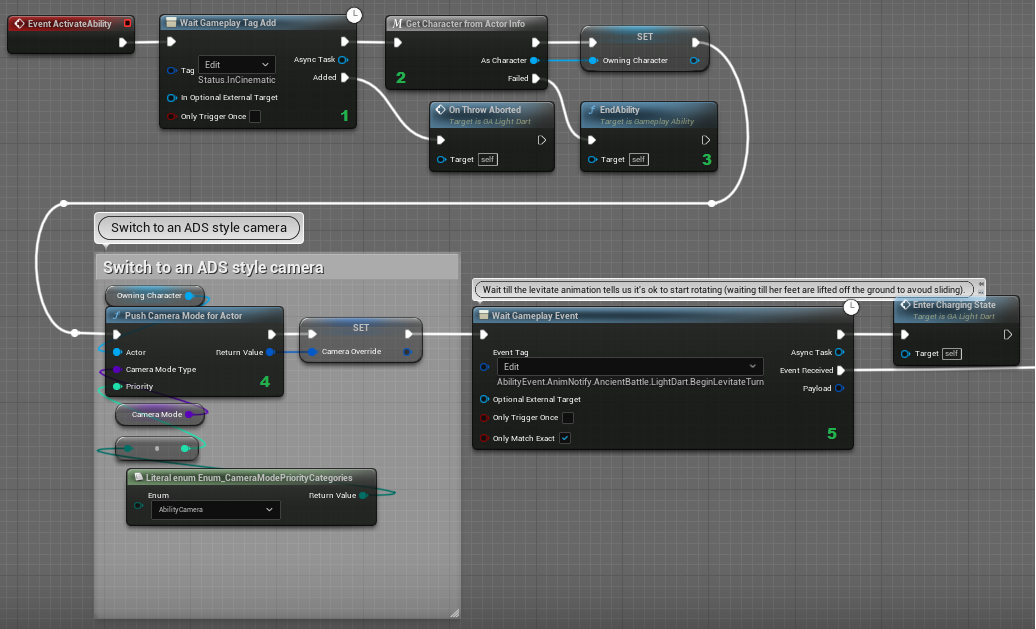 Event ActivateAbility
Wait Gameplay Tag Add
Async Task
Tag
Edit
Status.InCinematic
Added
In Optional External Target
Only Trigger Once
1
Get Character from Actor Info
As Character
Failed
2
SET
Owning Character
On Throw Aborted
Target is GA Light Dart
Target
self
EndAbility
Target is Gameplay Ability
Target
self
3
Switch to an ADS style camera
Switch to an ADS style camera
Owning Character
Push Camera Mode for Actor
Actor
Return Value
Camera Mode Type
Priority
4
SET
Camera Override
Camera Mode
Literal enum Enum_CameraModePriorityCategories
Enum
Return Value
AbilityCamera
Wait till the levitate animation tells us it's ok to start rotating (waiting till her feet are lifted off the ground to avoud sliding).
Wait Gameplay Event
Event Tag
Async Task
Edit
Event Received
AbilityEvent.AnimNotify.AncientBattle.LightDart.BeginLevitateTurn
Payload
Optional External Target
Only Trigger Once
Only Match Exact
5
Enter Charging State
Target is GA Light Dart
Target
self